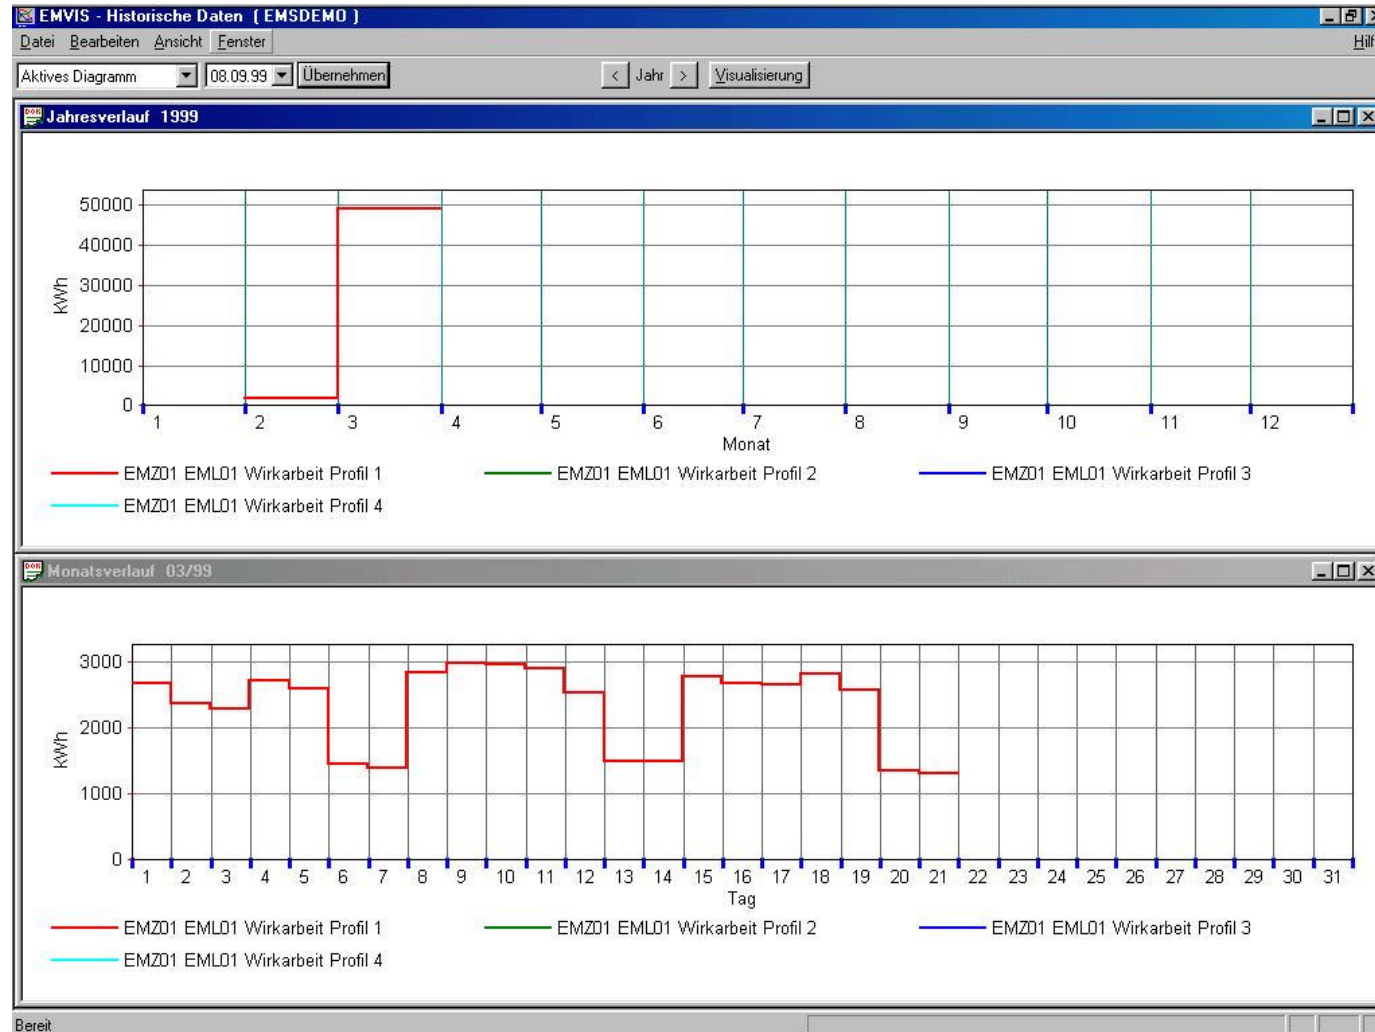 EMVIS - Historische Daten ( EMSDEMO )
Datei Bearbeiten Ansicht Fenster Hilf
Aktives Diagramm 08.09.99 Übernehmen < Jahr > Visualisierung
Jahresverlauf 1999
50000
40000
30000
20000
10000
0
kWh
1 2 3 4 5 6 7 8 9 10 11 12
Monat
EMZ01 EML01 Wirkarbeit Profil 1 EMZ01 EML01 Wirkarbeit Profil 2 EMZ01 EML01 Wirkarbeit Profil 3
EMZ01 EML01 Wirkarbeit Profil 4
Monatsverlauf 03/99
3000
2000
1000
0
kWh
1 2 3 4 5 6 7 8 9 10 11 12 13 14 15 16 17 18 19 20 21 22 23 24 25 26 27 28 29 30 31
Tag
EMZ01 EML01 Wirkarbeit Profil 1 EMZ01 EML01 Wirkarbeit Profil 2 EMZ01 EML01 Wirkarbeit Profil 3
EMZ01 EML01 Wirkarbeit Profil 4
Bereit